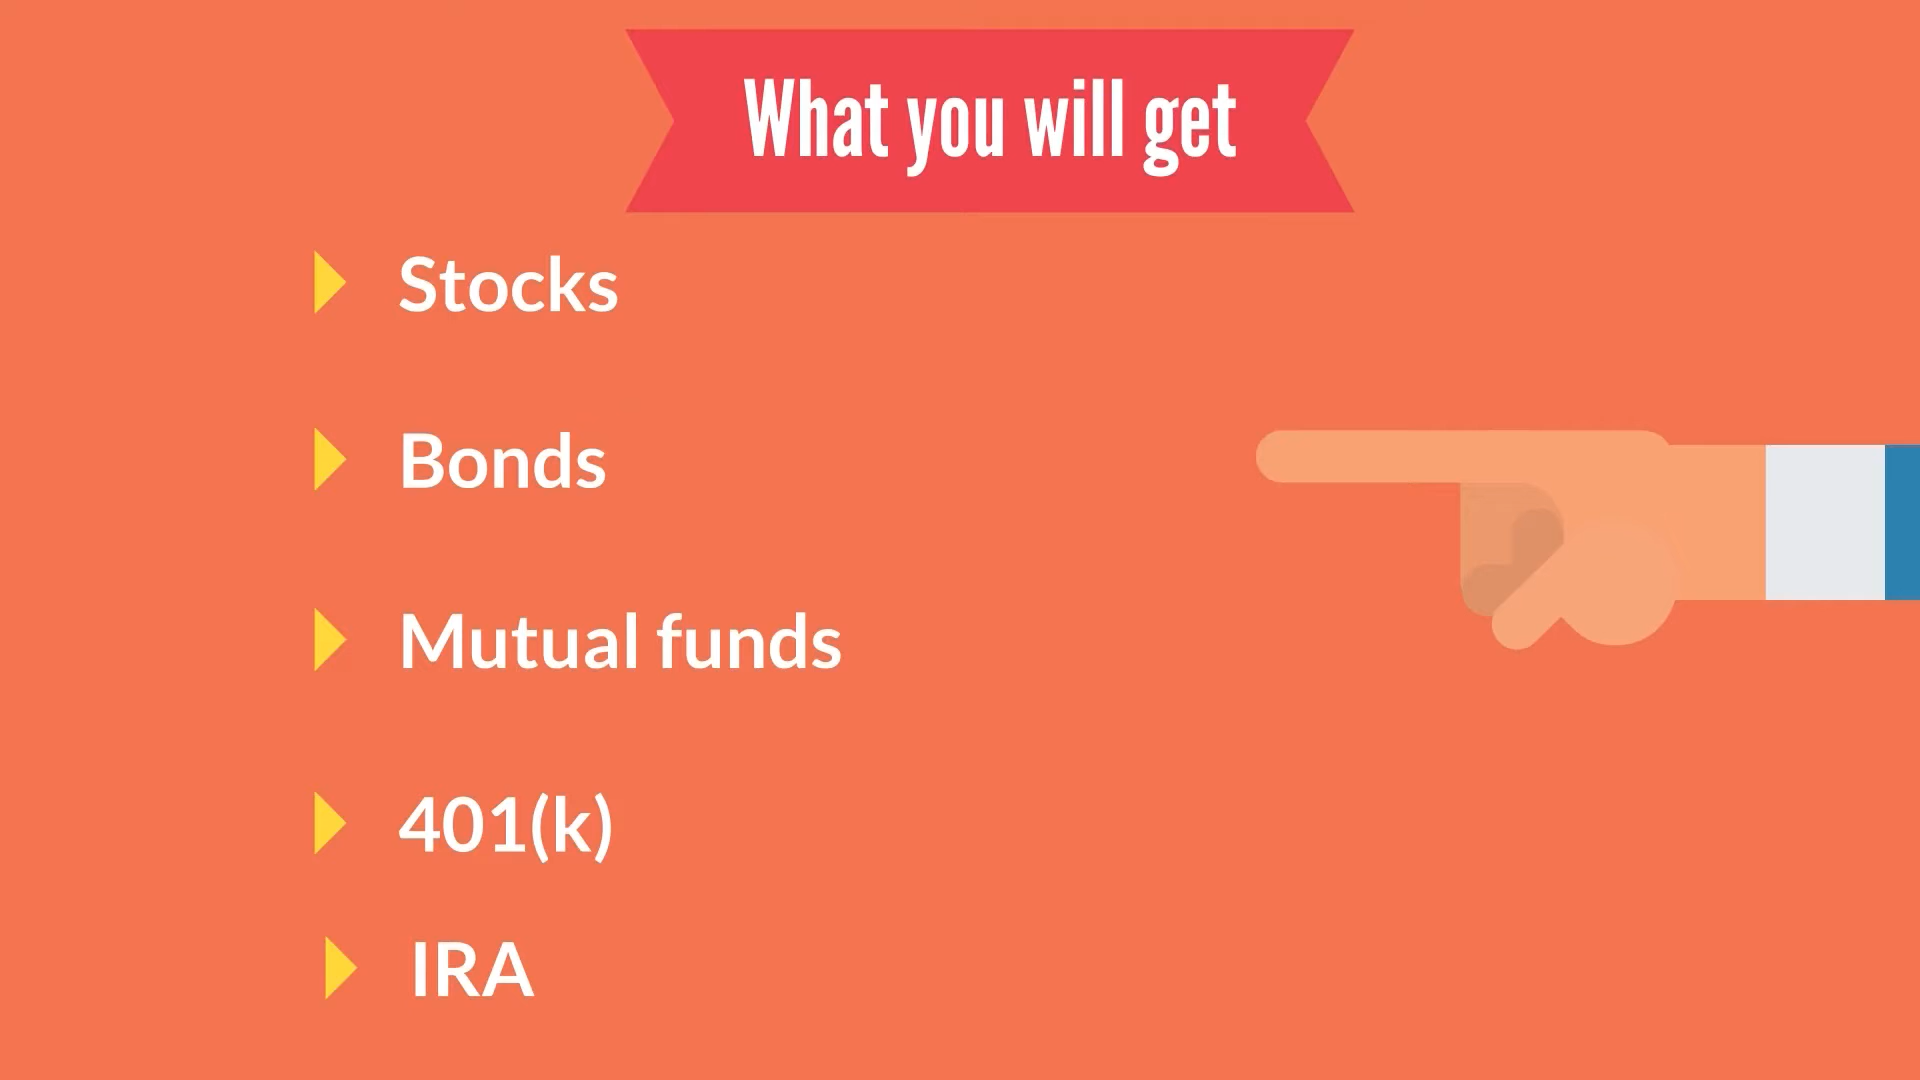 What you will get
Stocks
Bonds
Mutual funds
401(k)
IRA